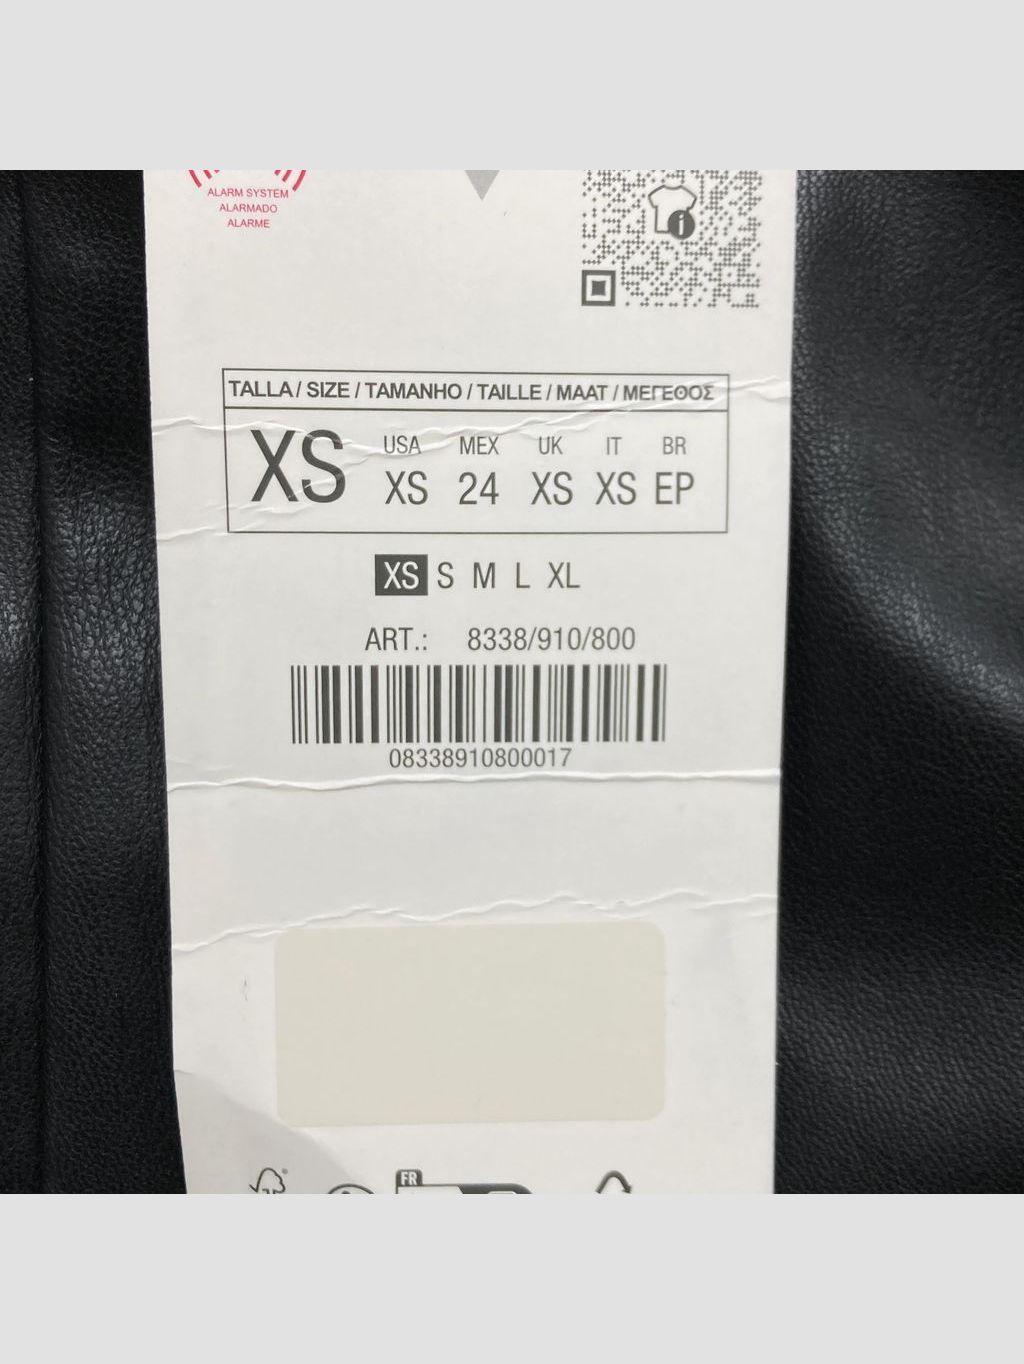 ALARM SYSTEM
ALARMADO
ALARME
i
TALLA / SIZE / TAMANHO / TAILLE / MAAT / ΜΕΓΕΘΟΣ
XS
USA MEX UK IT BR
XS 24 XS XS EP
XS S M L XL
ART.: 8338/910/800
08338910800017
FR